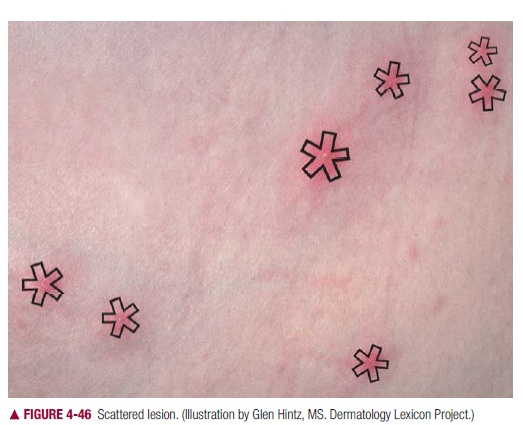 ▲ FIGURE 4-46 Scattered lesion. (Illustration by Glen Hintz, MS. Dermatology Lexicon Project.)